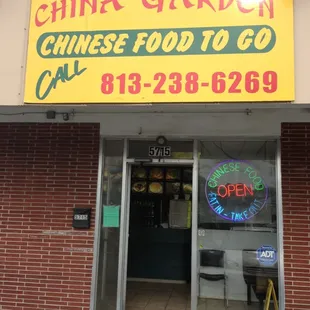 CHINA GARDEN
CHINESE FOOD TO GO
CALL 813-238-6269
5715
5715
CHINESE FOOD
OPEN
EAT IN - TAKE OUT
ADT